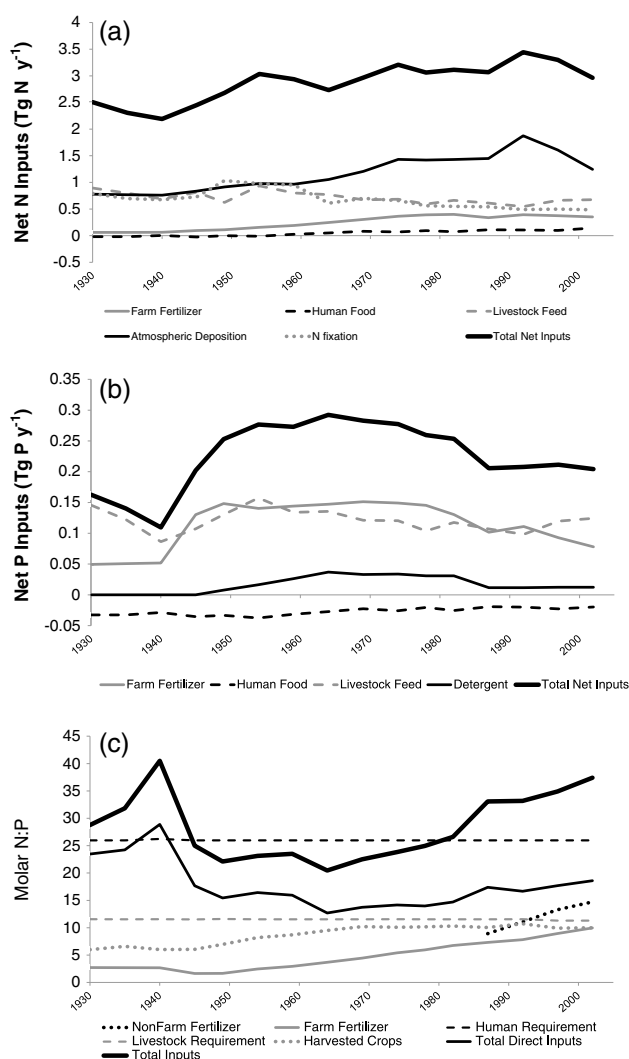 (a)
Net N Inputs (Tg N y-1)
4
3.5
3
2.5
2
1.5
1
0.5
0
-0.5
1930 1940 1950 1960 1970 1980 1990 2000
Farm Fertilizer Human Food Livestock Feed
Atmospheric Deposition N fixation Total Net Inputs
(b)
Net P Inputs (Tg P y-1)
0.35
0.3
0.25
0.2
0.15
0.1
0.05
0
-0.05
1930 1940 1950 1960 1970 1980 1990 2000
Farm Fertilizer Human Food Livestock Feed Detergent Total Net Inputs
(c)
Molar N:P
45
40
35
30
25
20
15
10
5
0
1930 1940 1950 1960 1970 1980 1990 2000
NonFarm Fertilizer Farm Fertilizer Human Requirement
Livestock Requirement Harvested Crops Total Direct Inputs
Total Inputs